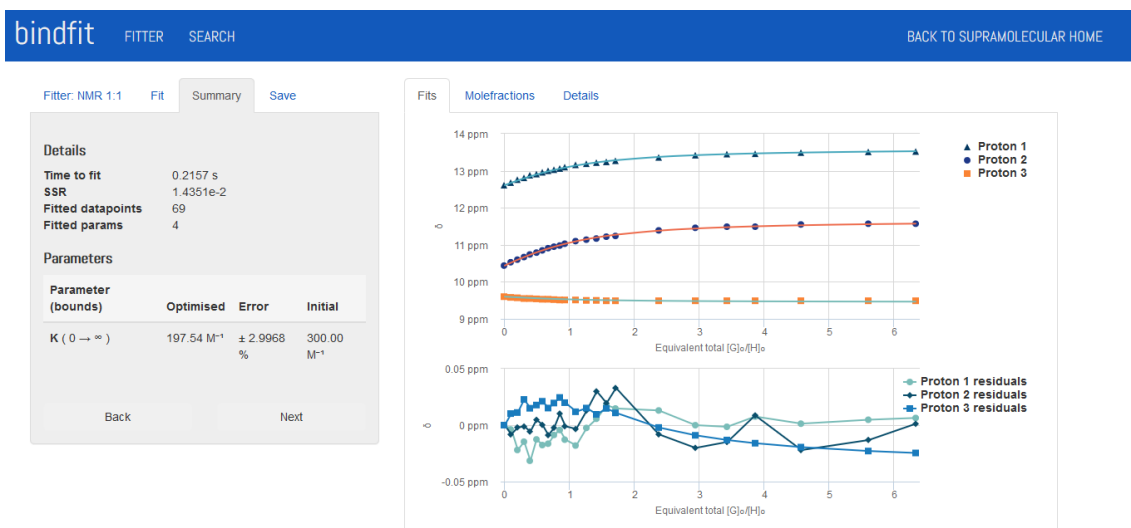 bindfit FITTER SEARCH BACK TO SUPRAMOLECULAR HOME
Fitter: NMR 1:1 Fit Summary Save
Details
Time to fit 0.2157 s
SSR 1.4351e-2
Fitted datapoints 69
Fitted params 4
Parameters
Parameter
(bounds) Optimised Error Initial
K ( 0 → ∞ ) 197.54 M⁻¹ ± 2.9968 300.00
% M⁻¹
Back Next
Fits Molefractions Details
14 ppm
13 ppm
12 ppm
11 ppm
10 ppm
9 ppm
δ
0 1 2 3 4 5 6
Equivalent total [G]₀/[H]₀
Proton 1
Proton 2
Proton 3
0.05 ppm
0 ppm
-0.05 ppm
δ
0 1 2 3 4 5 6
Equivalent total [G]₀/[H]₀
Proton 1 residuals
Proton 2 residuals
Proton 3 residuals